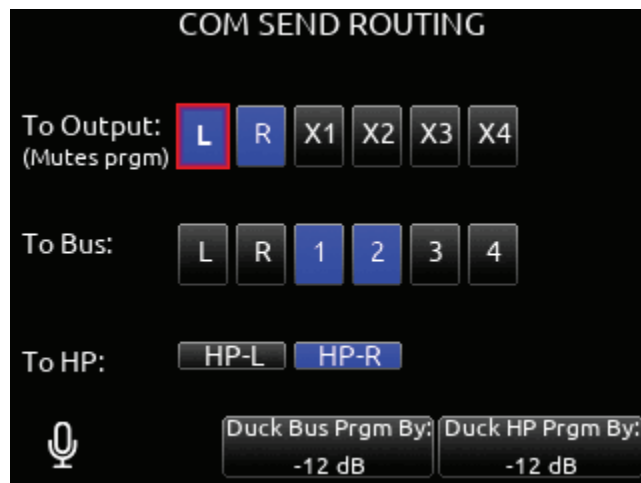 COM SEND ROUTING
To Output: L R X1 X2 X3 X4
(Mutes prgm)
To Bus: L R 1 2 3 4
To HP: HP-L HP-R
Duck Bus Prgm By: Duck HP Prgm By:
-12 dB -12 dB